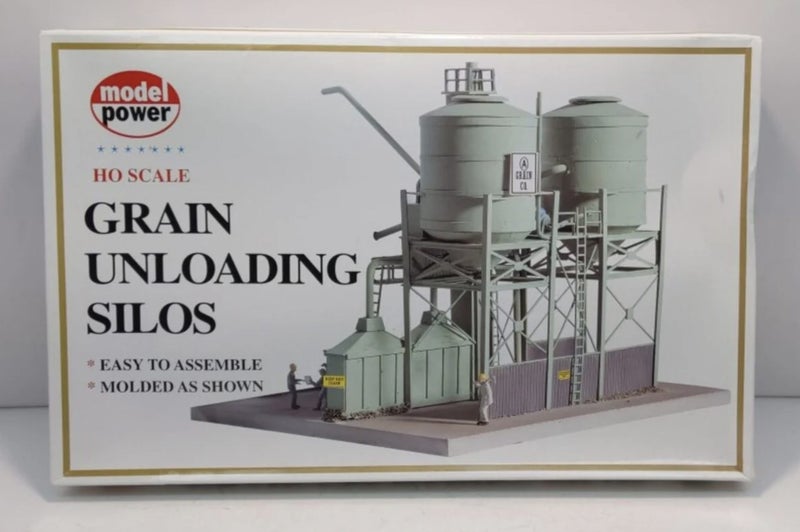 model
power
HO SCALE
GRAIN
UNLOADING
SILOS
* EASY TO ASSEMBLE
* MOLDED AS SHOWN
A
GRAIN
CO.